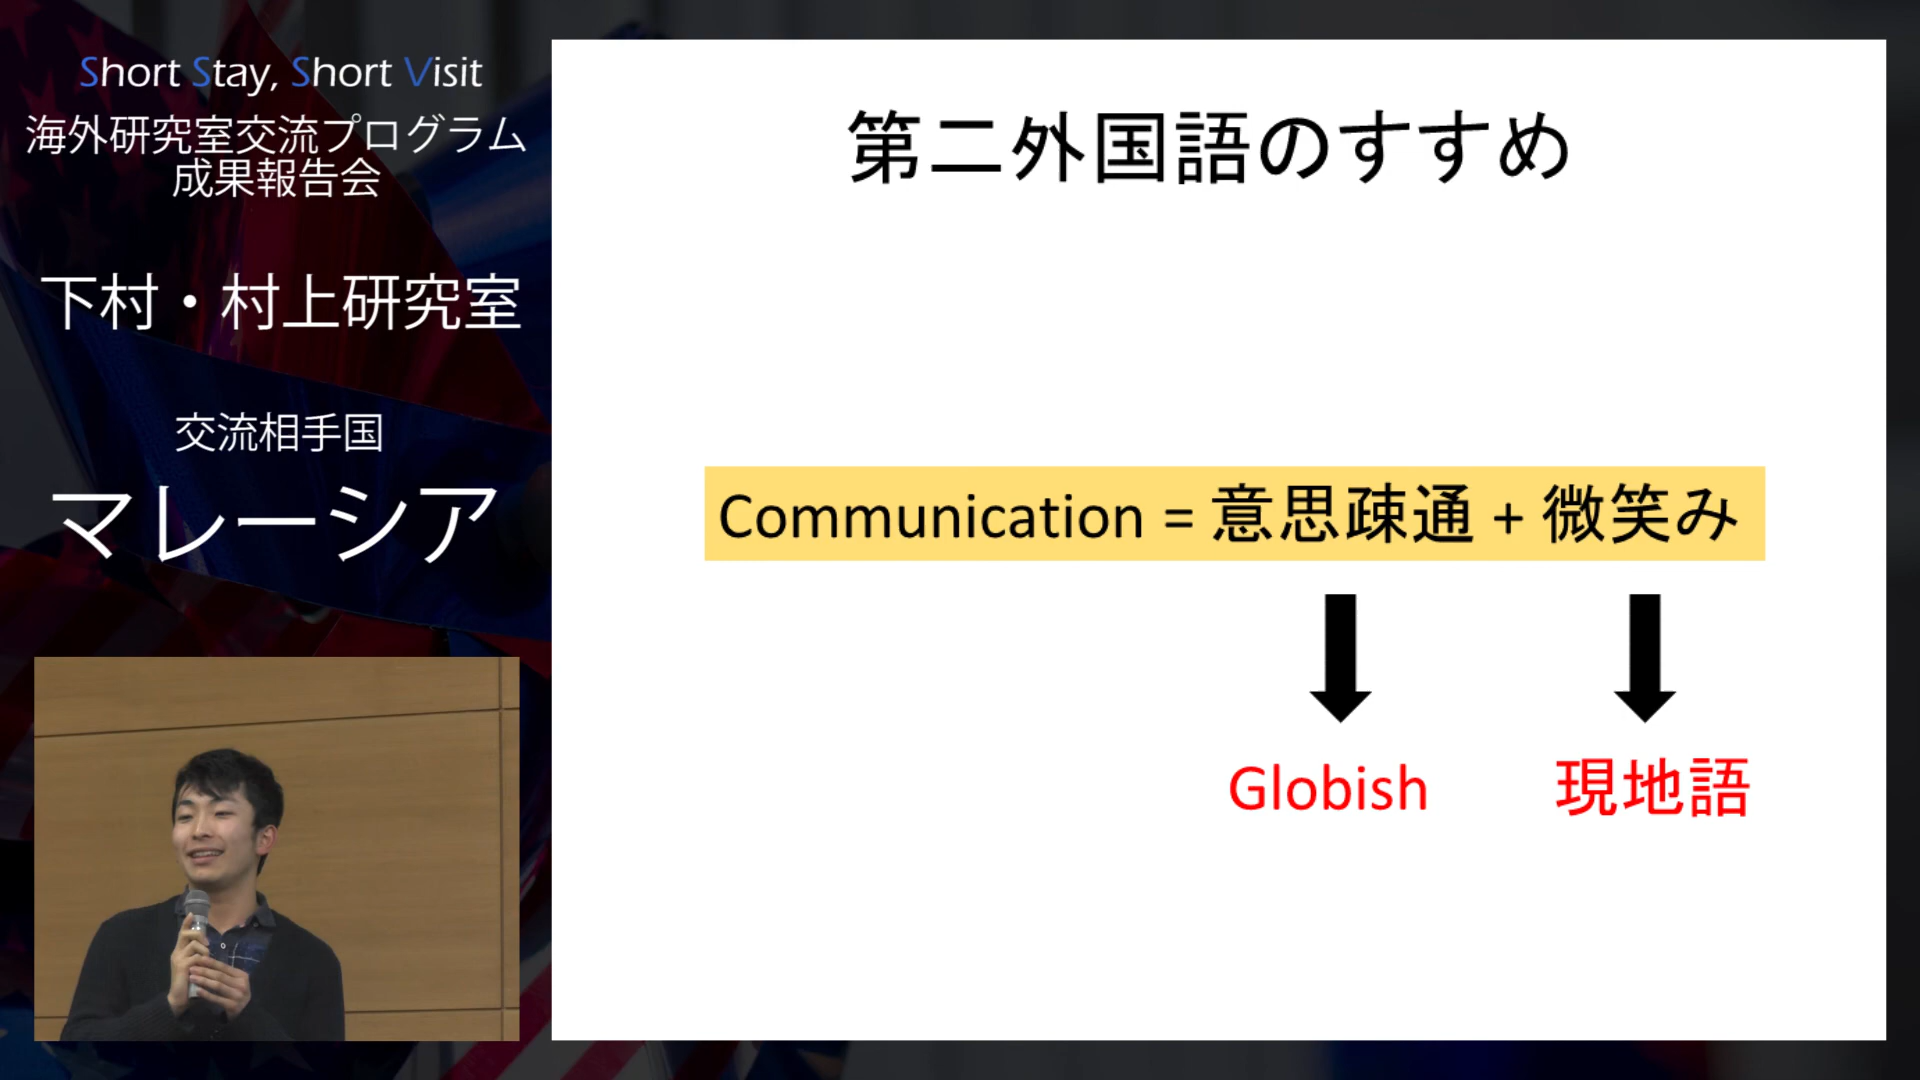 Short Stay, Short Visit
海外研究室交流プログラム
成果報告会
下村・村上研究室
交流相手国
マレーシア
第二外国語のすすめ
Communication = 意思疎通 + 微笑み
Globish
現地語